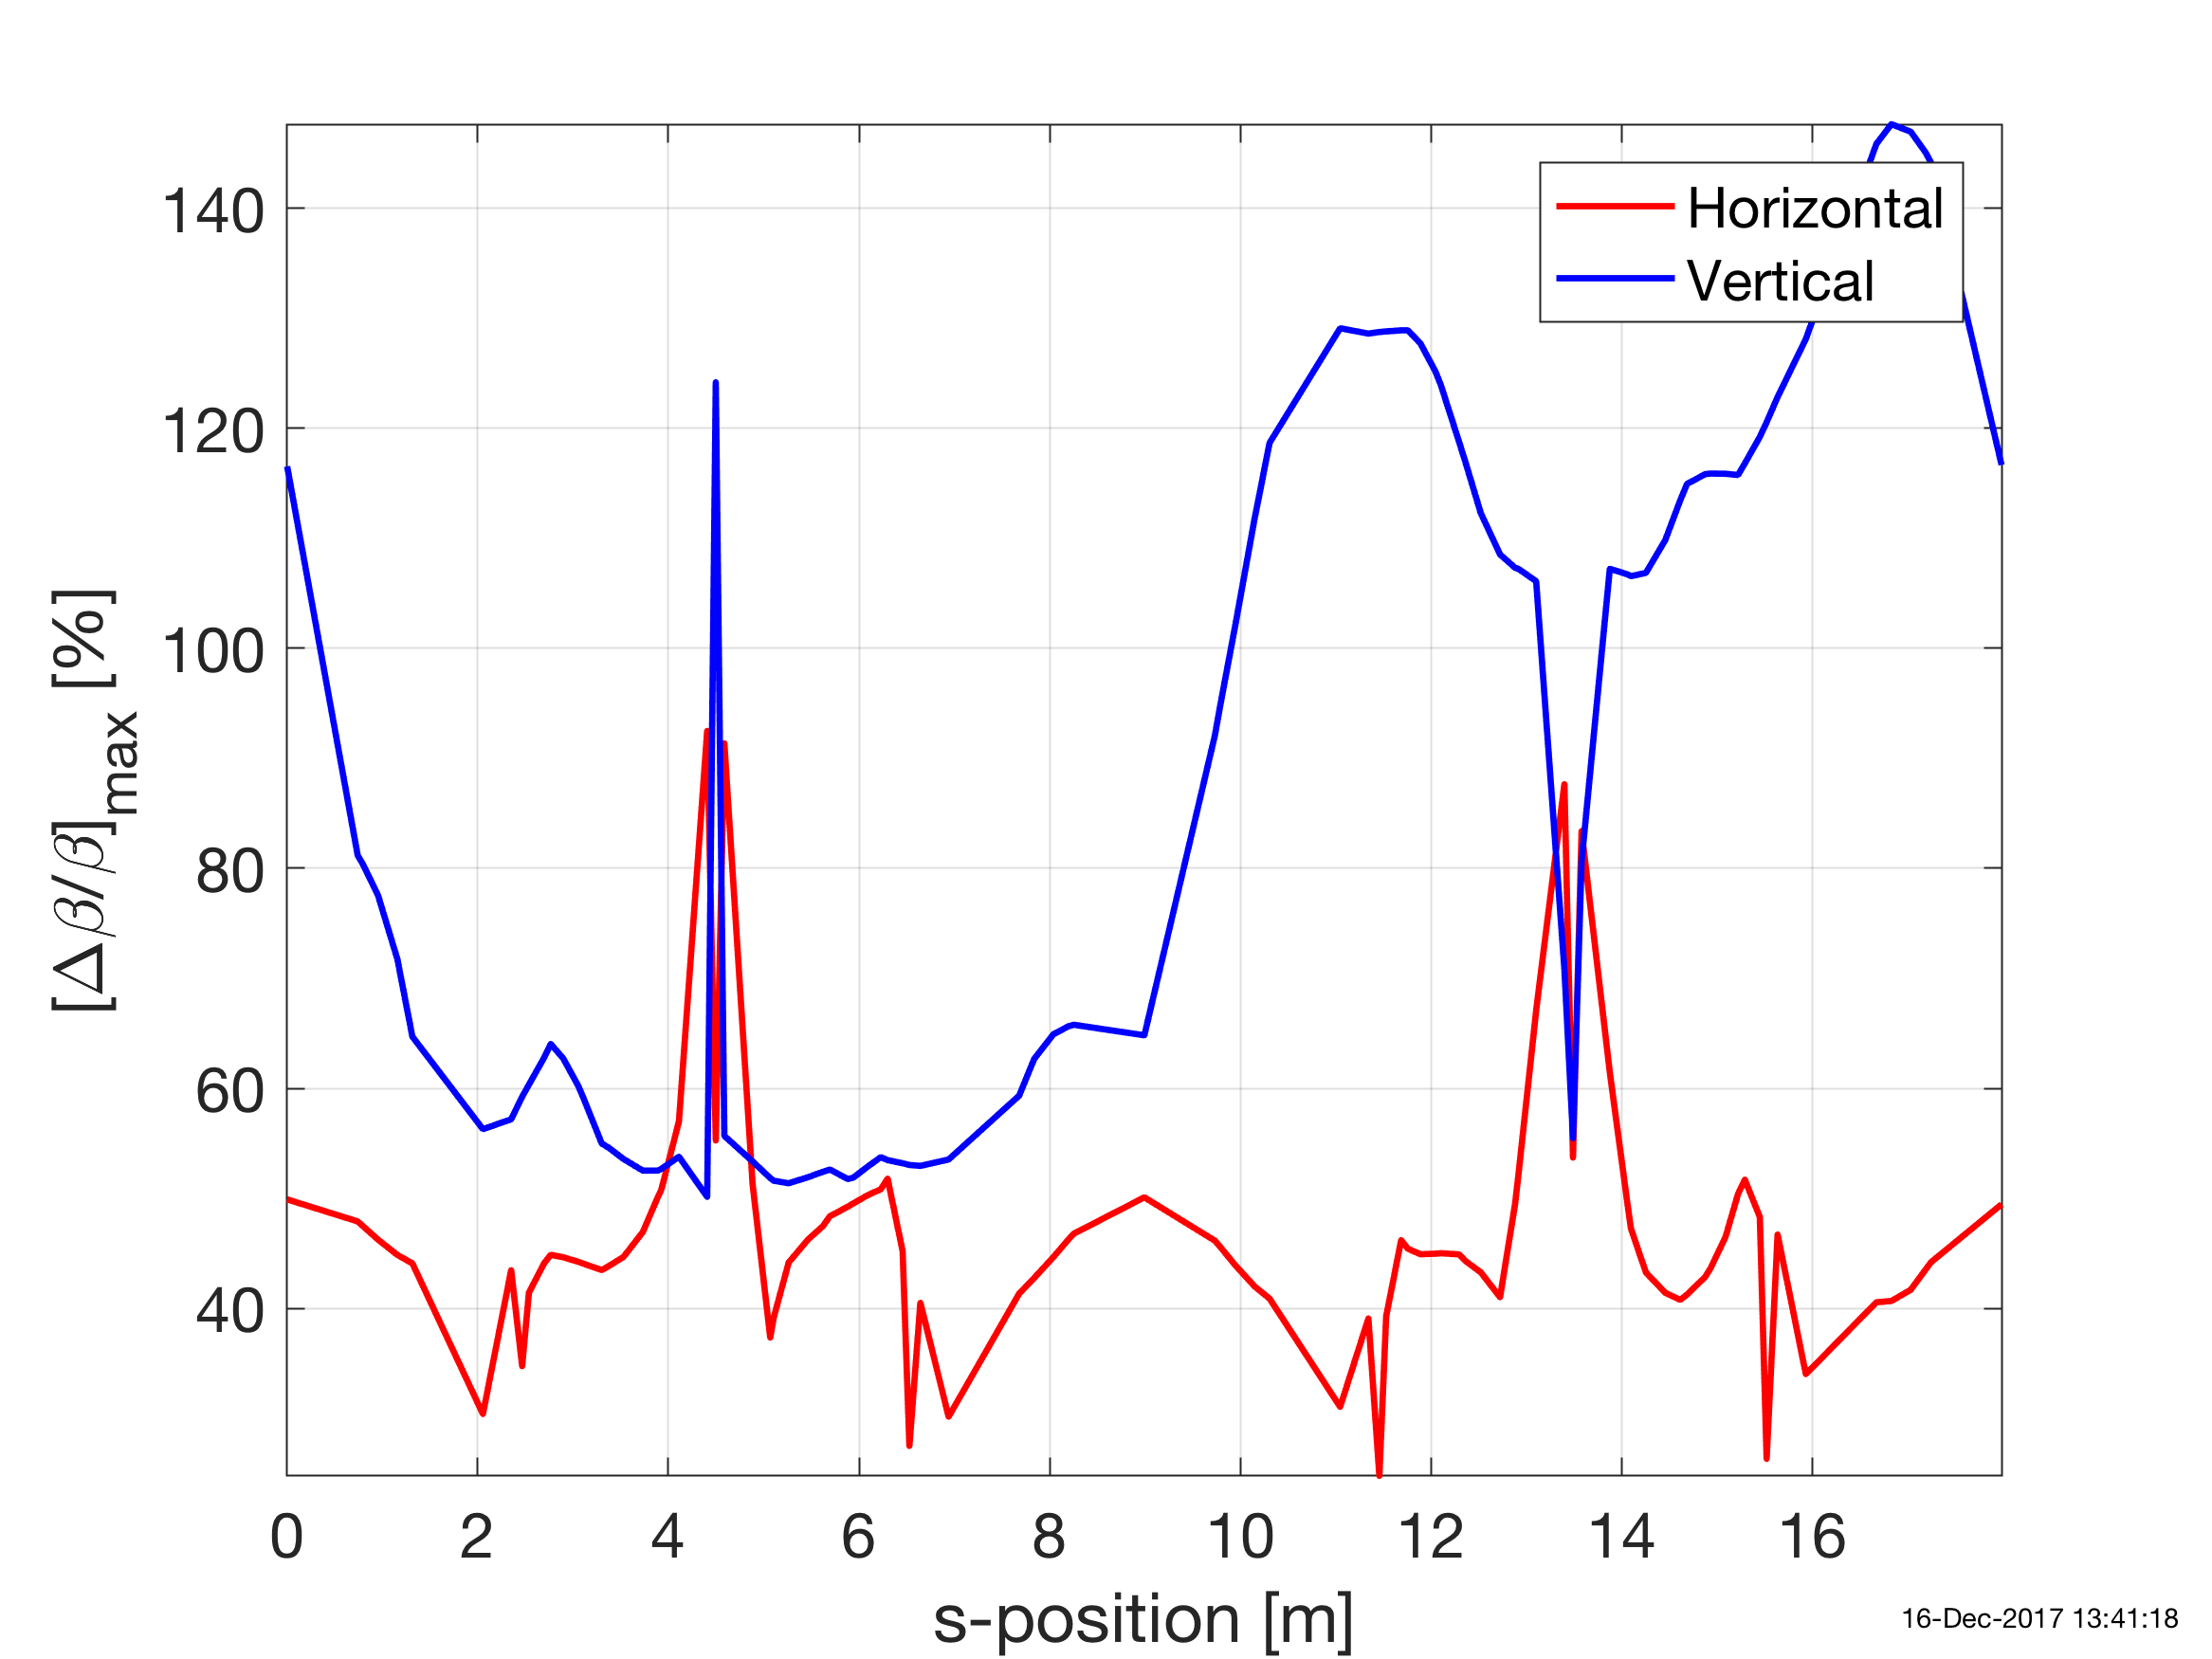 140
120
100
80
60
40
[Δβ/β]max [%]
Horizontal
Vertical
0 2 4 6 8 10 12 14 16
s-position [m]
16-Dec-2017 13:41:18